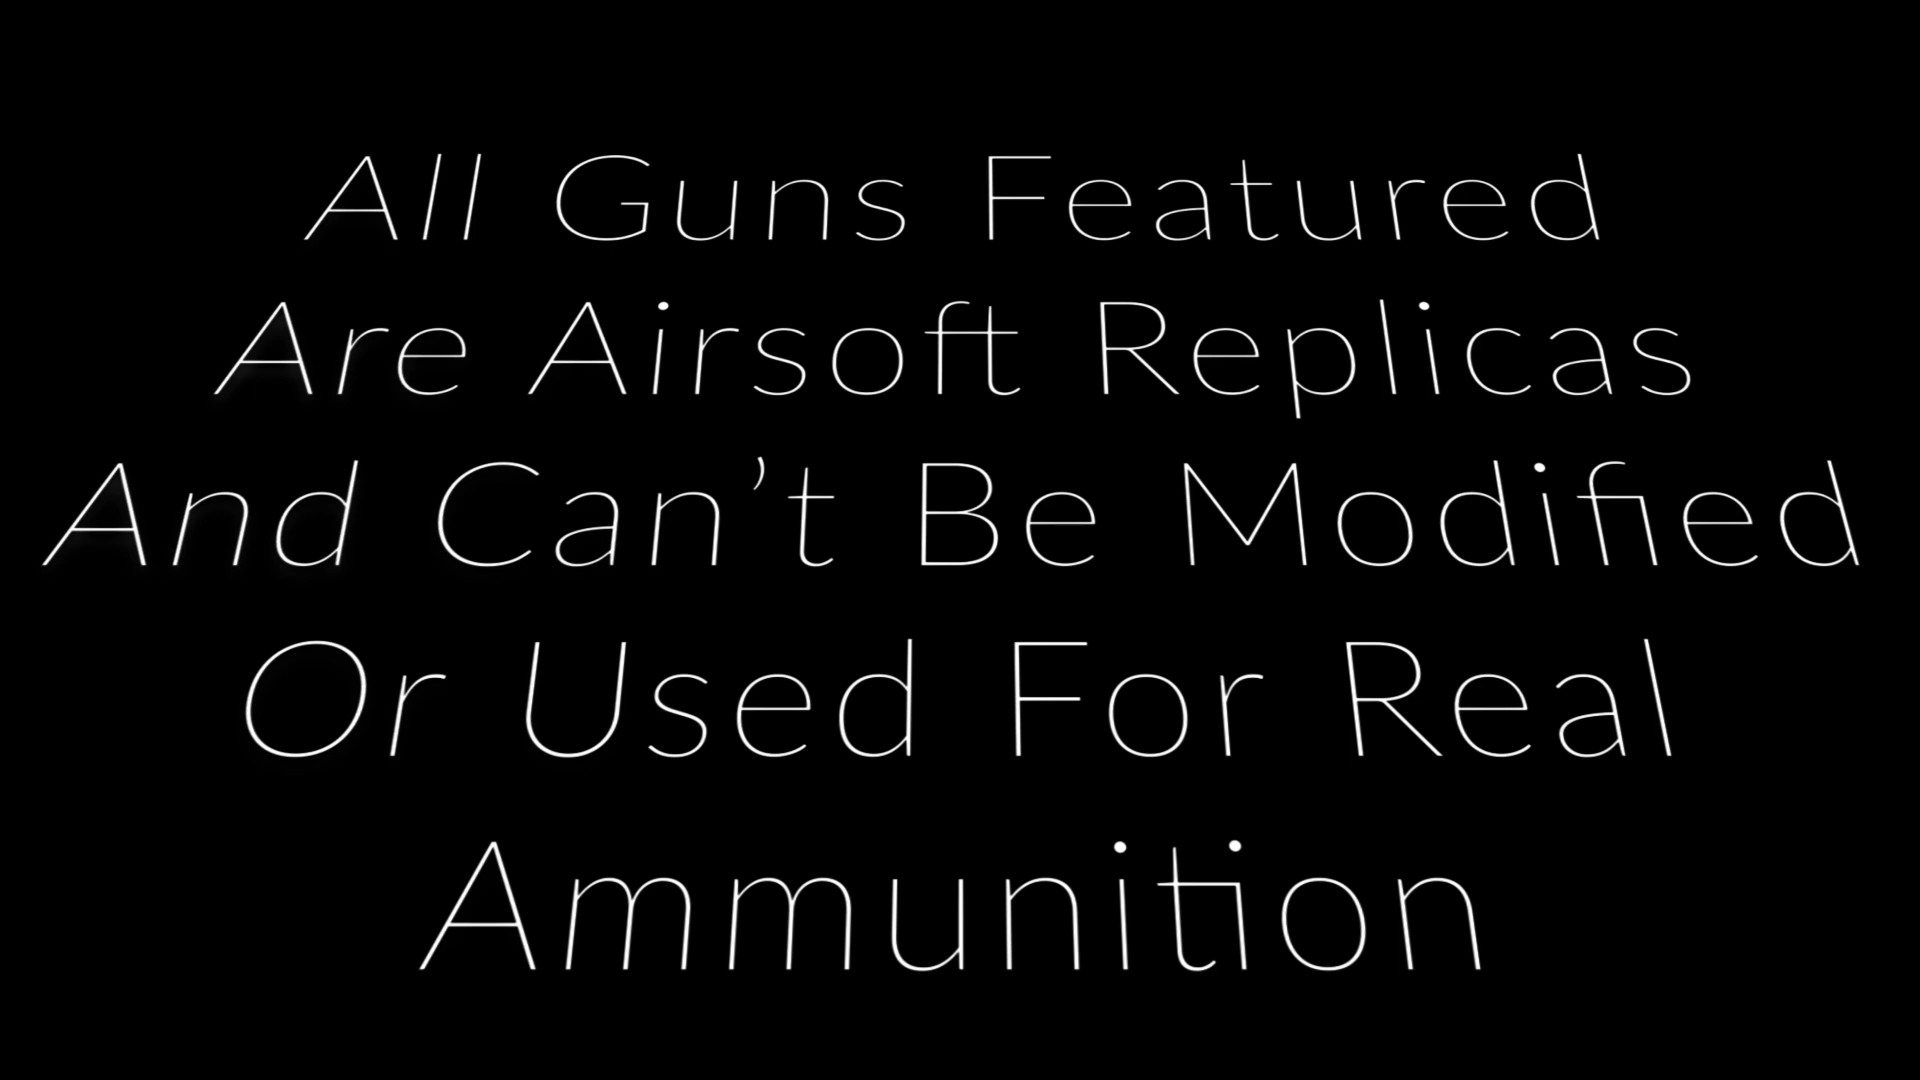 All Guns Featured
Are Airsoft Replicas
And Can’t Be Modified
Or Used For Real
Ammunition